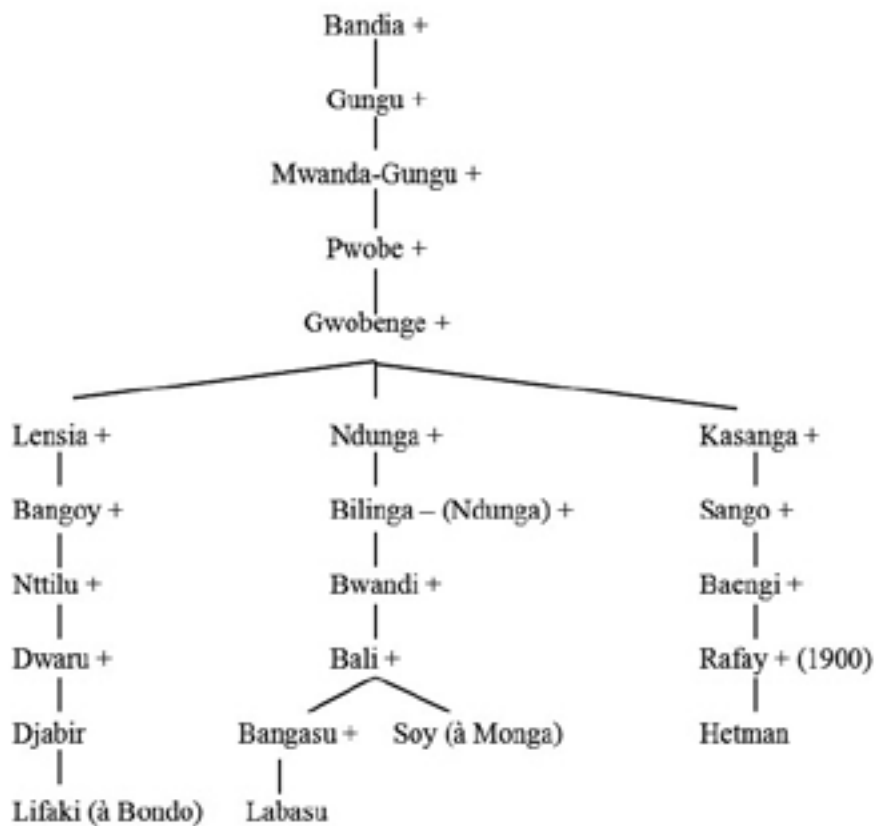 Bandia +
Gungu +
Mwanda-Gungu +
Pwobe +
Gwobenge +
Lensia + Ndunga + Kasanga +
Bangoy + Bilinga – (Ndunga) + Sango +
Nttilu + Bwandi + Baengi +
Dwaru + Bali + Rafay + (1900)
Djabir Bangasu + Soy (à Monga) Hetman
Lifaki (à Bondo) Labasu